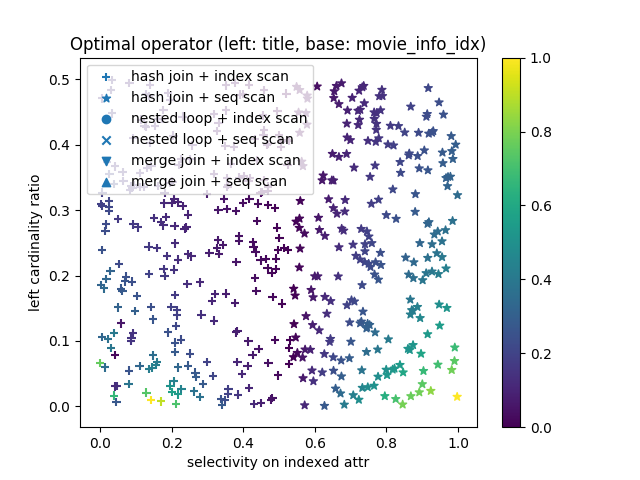 Optimal operator (left: title, base: movie_info_idx)
hash join + index scan
hash join + seq scan
nested loop + index scan
nested loop + seq scan
merge join + index scan
merge join + seq scan
left cardinality ratio
0.5
0.4
0.3
0.2
0.1
0.0
0.0 0.2 0.4 0.6 0.8 1.0
selectivity on indexed attr
1.0
0.8
0.6
0.4
0.2
0.0